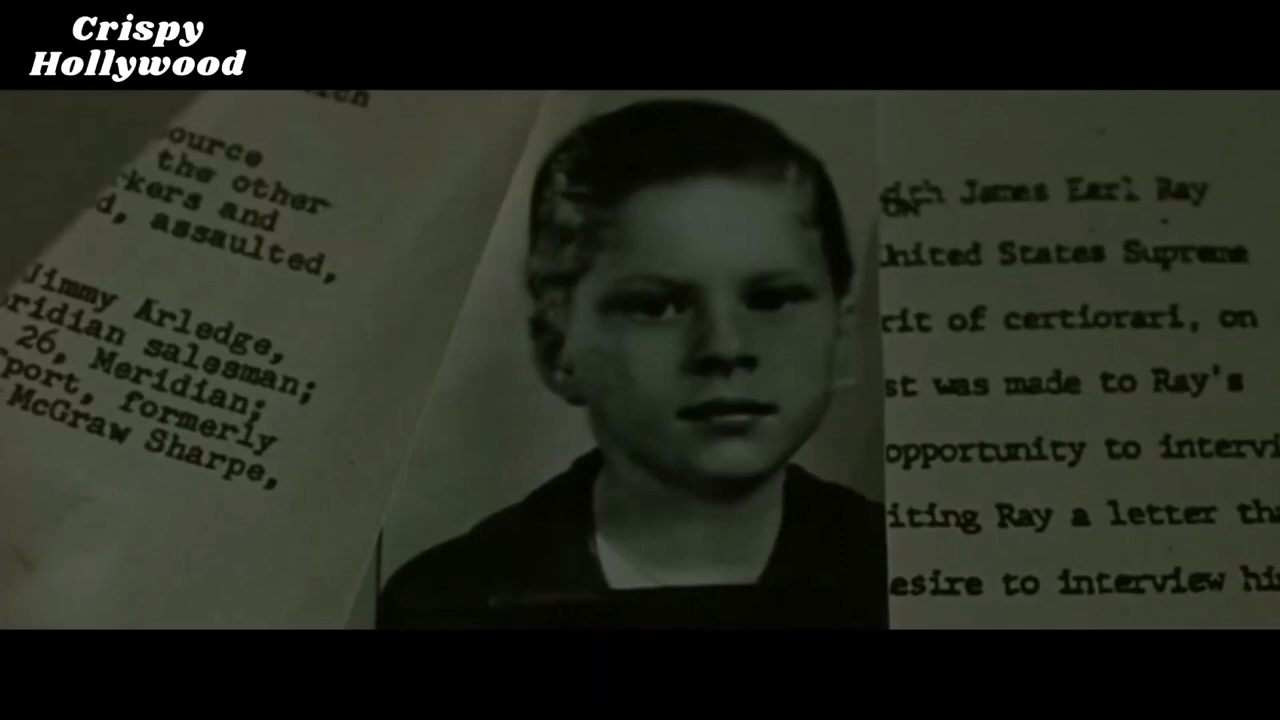 Crispy
Hollywood
ource
the other
rkers and
d, assaulted,
Jimmy Arledge,
ridian salesman;
26, Meridian;
port, formerly
McGraw Sharpe,
James Earl Ray
United States Supreme
rit of certiorari, on
st was made to Ray's
opportunity to intervi
iting Ray a letter tha
esire to interview hi